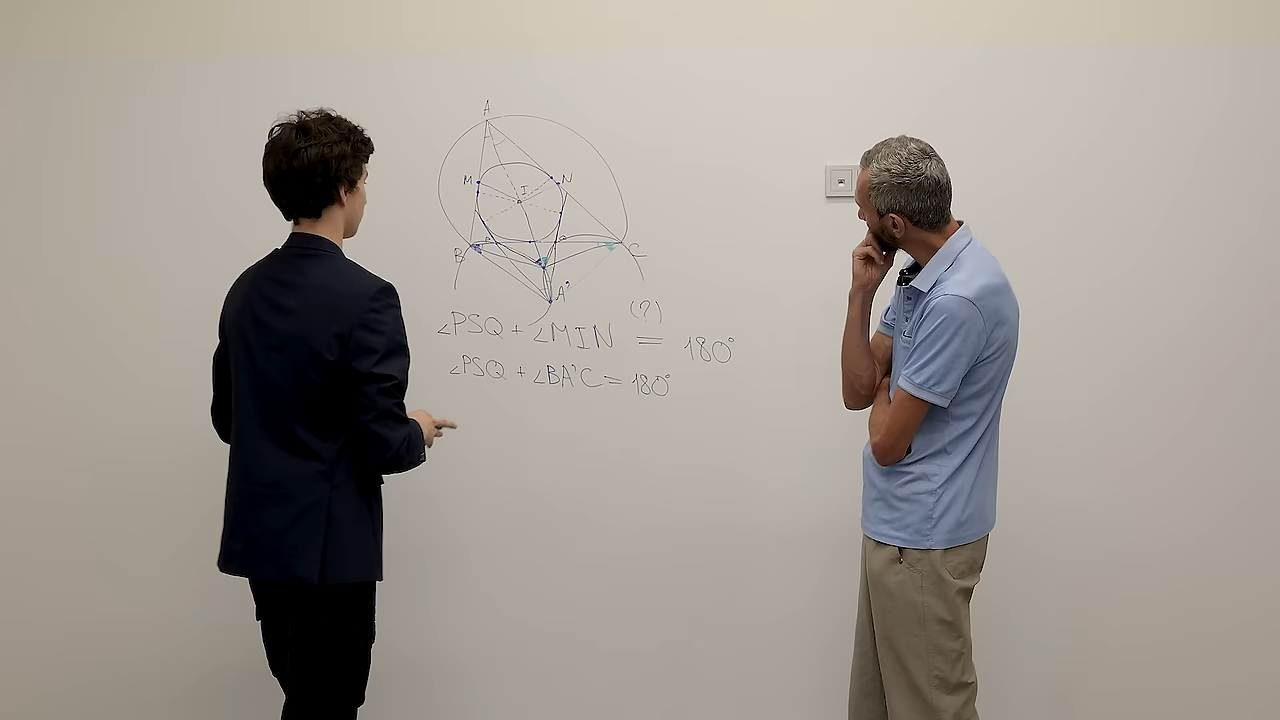 A
M
N
I
B
C
A'
(?)
∠PSQ + ∠MIN = 180°
∠PSQ + ∠BA'C = 180°